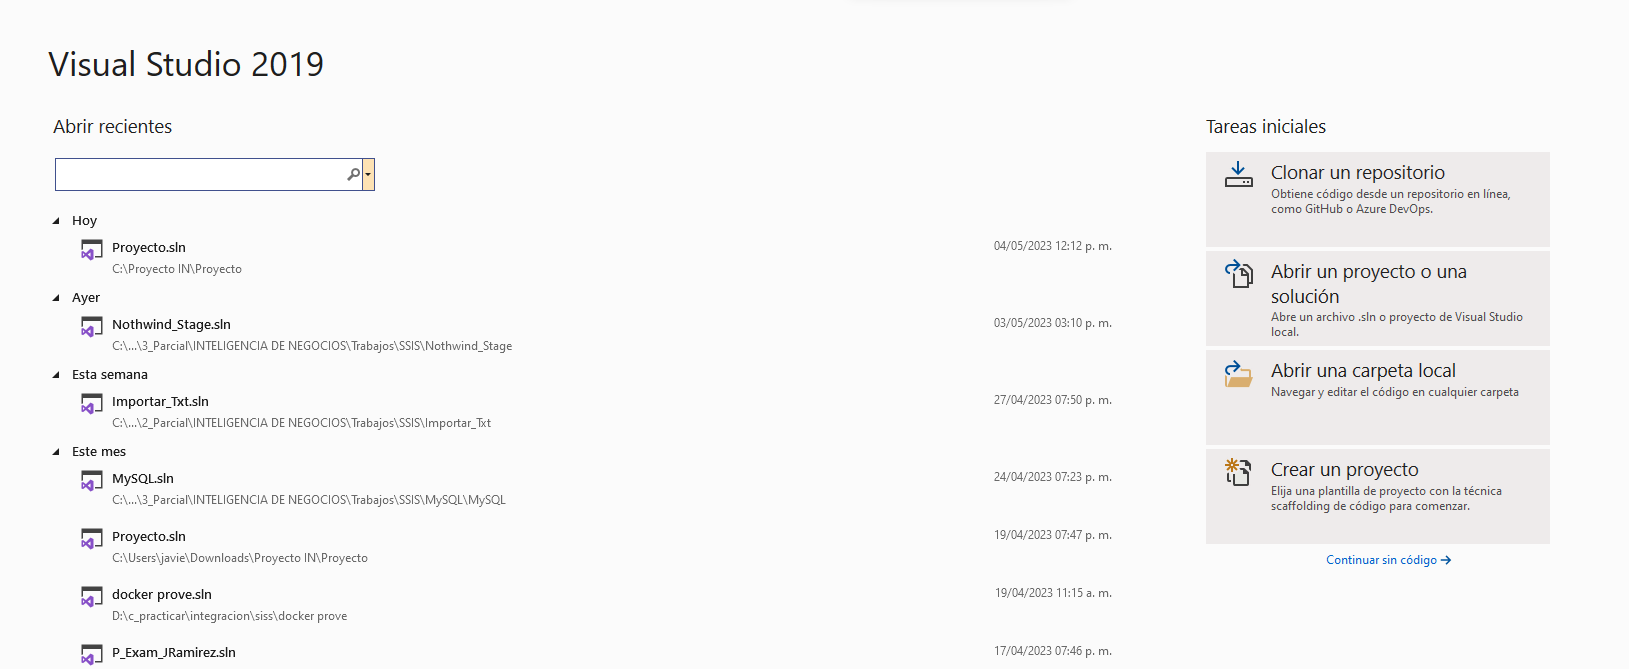 Visual Studio 2019
Abrir recientes
Hoy
Proyecto.sln
04/05/2023 12:12 p. m.
C:\Proyecto IN\Proyecto
Ayer
Nothwind_Stage.sln
03/05/2023 03:10 p. m.
C:\...\3_Parcial\INTELIGENCIA DE NEGOCIOS\Trabajos\SSIS\Nothwind_Stage
Esta semana
Importar_Txt.sln
27/04/2023 07:50 p. m.
C:\...\2_Parcial\INTELIGENCIA DE NEGOCIOS\Trabajos\SSIS\Importar_Txt
Este mes
MySQL.sln
24/04/2023 07:23 p. m.
C:\...\3_Parcial\INTELIGENCIA DE NEGOCIOS\Trabajos\SSIS\MySQL\MySQL
Proyecto.sln
19/04/2023 07:47 p. m.
C:\Users\javie\Downloads\Proyecto IN\Proyecto
docker prove.sln
19/04/2023 11:15 a. m.
D:\c_practicar\integracion\siss\docker prove
P_Exam_JRamirez.sln
17/04/2023 07:46 p. m.
Tareas iniciales
Clonar un repositorio
Obtiene código desde un repositorio en línea,
como GitHub o Azure DevOps.
Abrir un proyecto o una
solución
Abre un archivo .sln o proyecto de Visual Studio
local.
Abrir una carpeta local
Navegar y editar el código en cualquier carpeta
Crear un proyecto
Elija una plantilla de proyecto con la técnica
scaffolding de código para comenzar.
Continuar sin código →